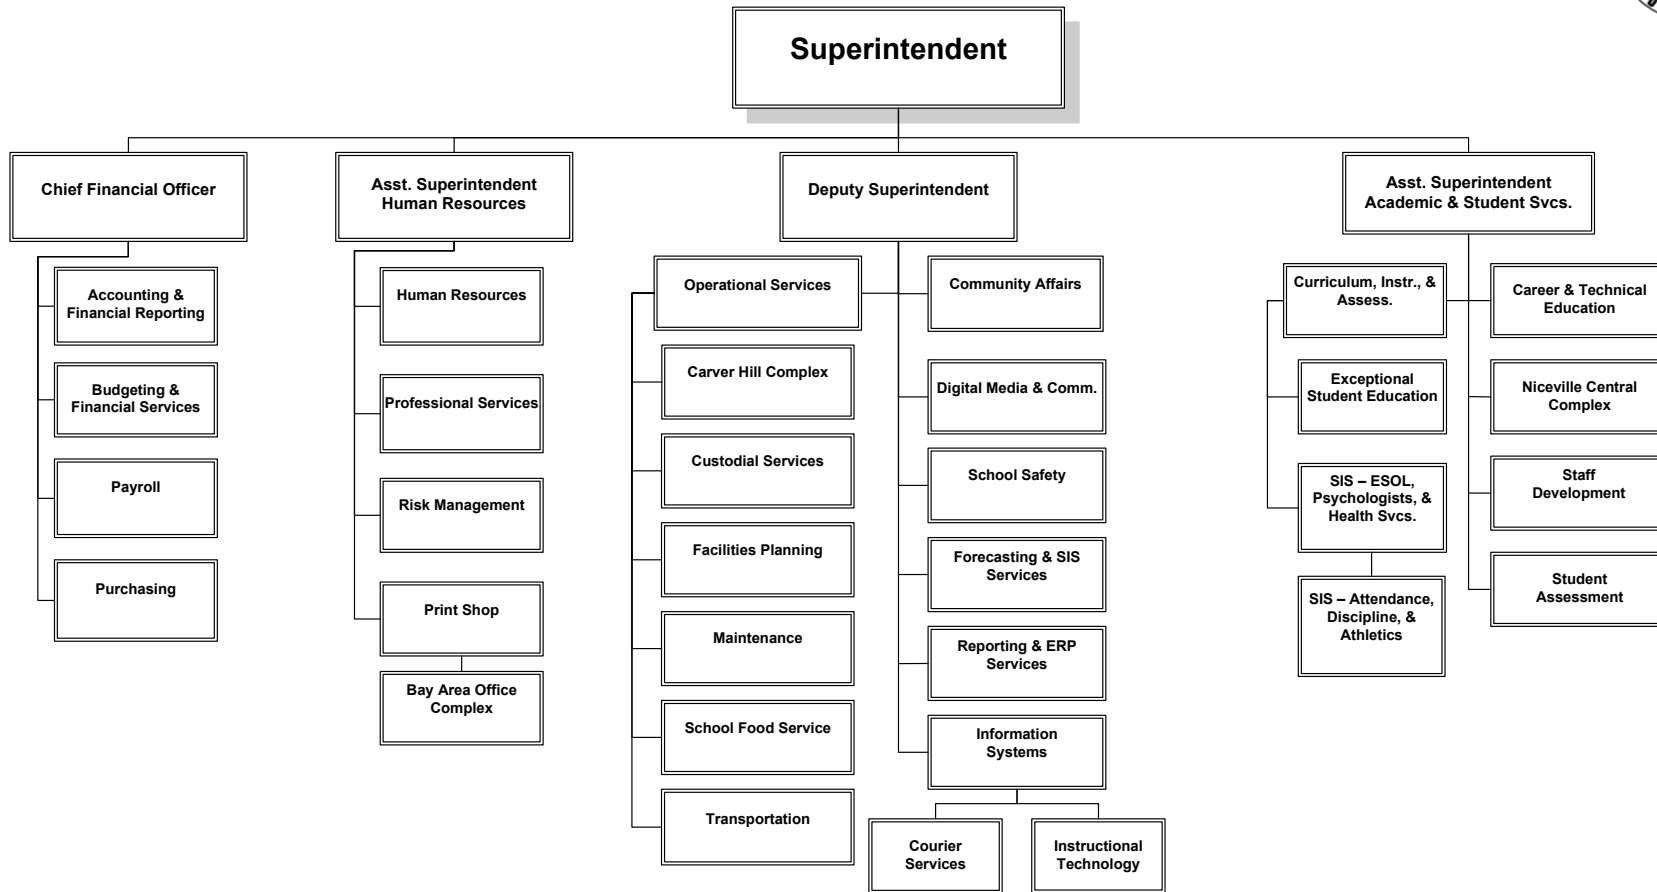 Superintendent
Chief Financial Officer
Asst. Superintendent
Human Resources
Deputy Superintendent
Asst. Superintendent
Academic & Student Svcs.
Accounting &
Financial Reporting
Budgeting &
Financial Services
Payroll
Purchasing
Human Resources
Professional Services
Risk Management
Print Shop
Bay Area Office
Complex
Operational Services
Carver Hill Complex
Custodial Services
Facilities Planning
Maintenance
School Food Service
Transportation
Community Affairs
Digital Media & Comm.
School Safety
Forecasting & SIS
Services
Reporting & ERP
Services
Information
Systems
Courier
Services
Instructional
Technology
Curriculum, Instr., &
Assess.
Exceptional
Student Education
SIS – ESOL,
Psychologists, &
Health Svcs.
SIS – Attendance,
Discipline, &
Athletics
Career & Technical
Education
Niceville Central
Complex
Staff
Development
Student
Assessment